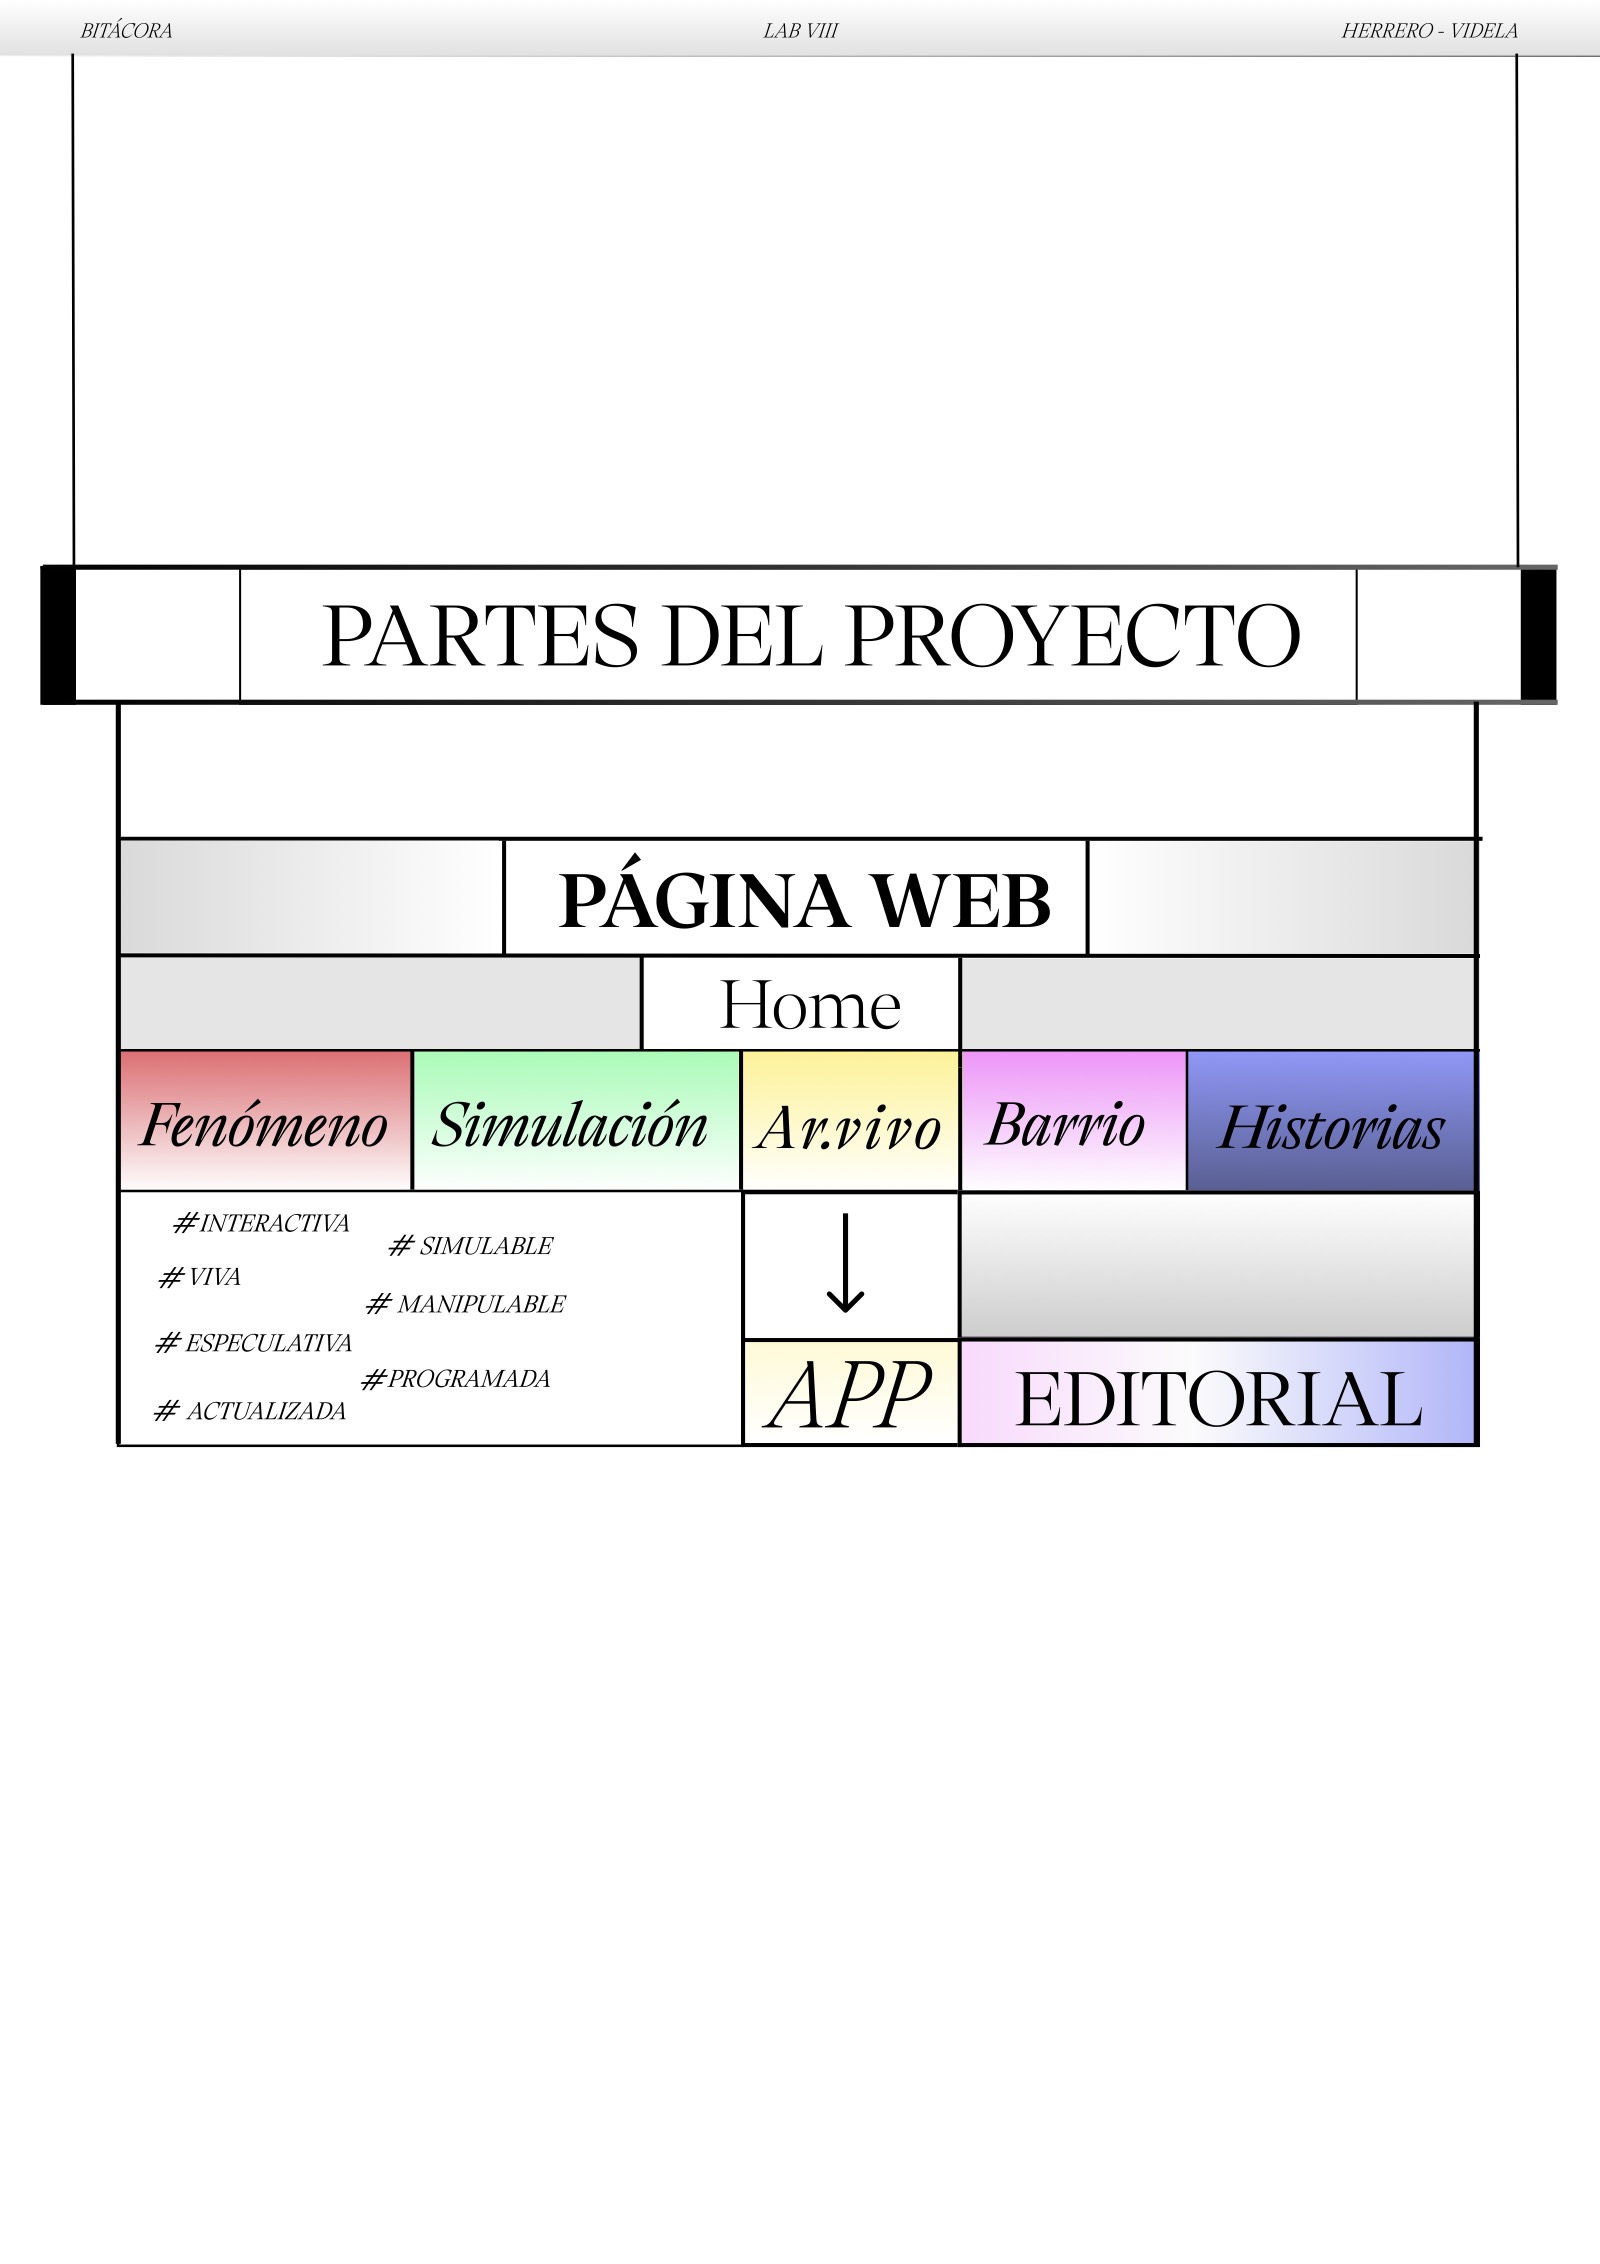 BITÁCORA
LAB VIII
HERRERO - VIDELA
PARTES DEL PROYECTO
PÁGINA WEB
Home
Fenómeno
Simulación
Ar.vivo
Barrio
Historias
#INTERACTIVA
# SIMULABLE
# VIVA
# MANIPULABLE
# ESPECULATIVA
#PROGRAMADA
# ACTUALIZADA
APP
EDITORIAL